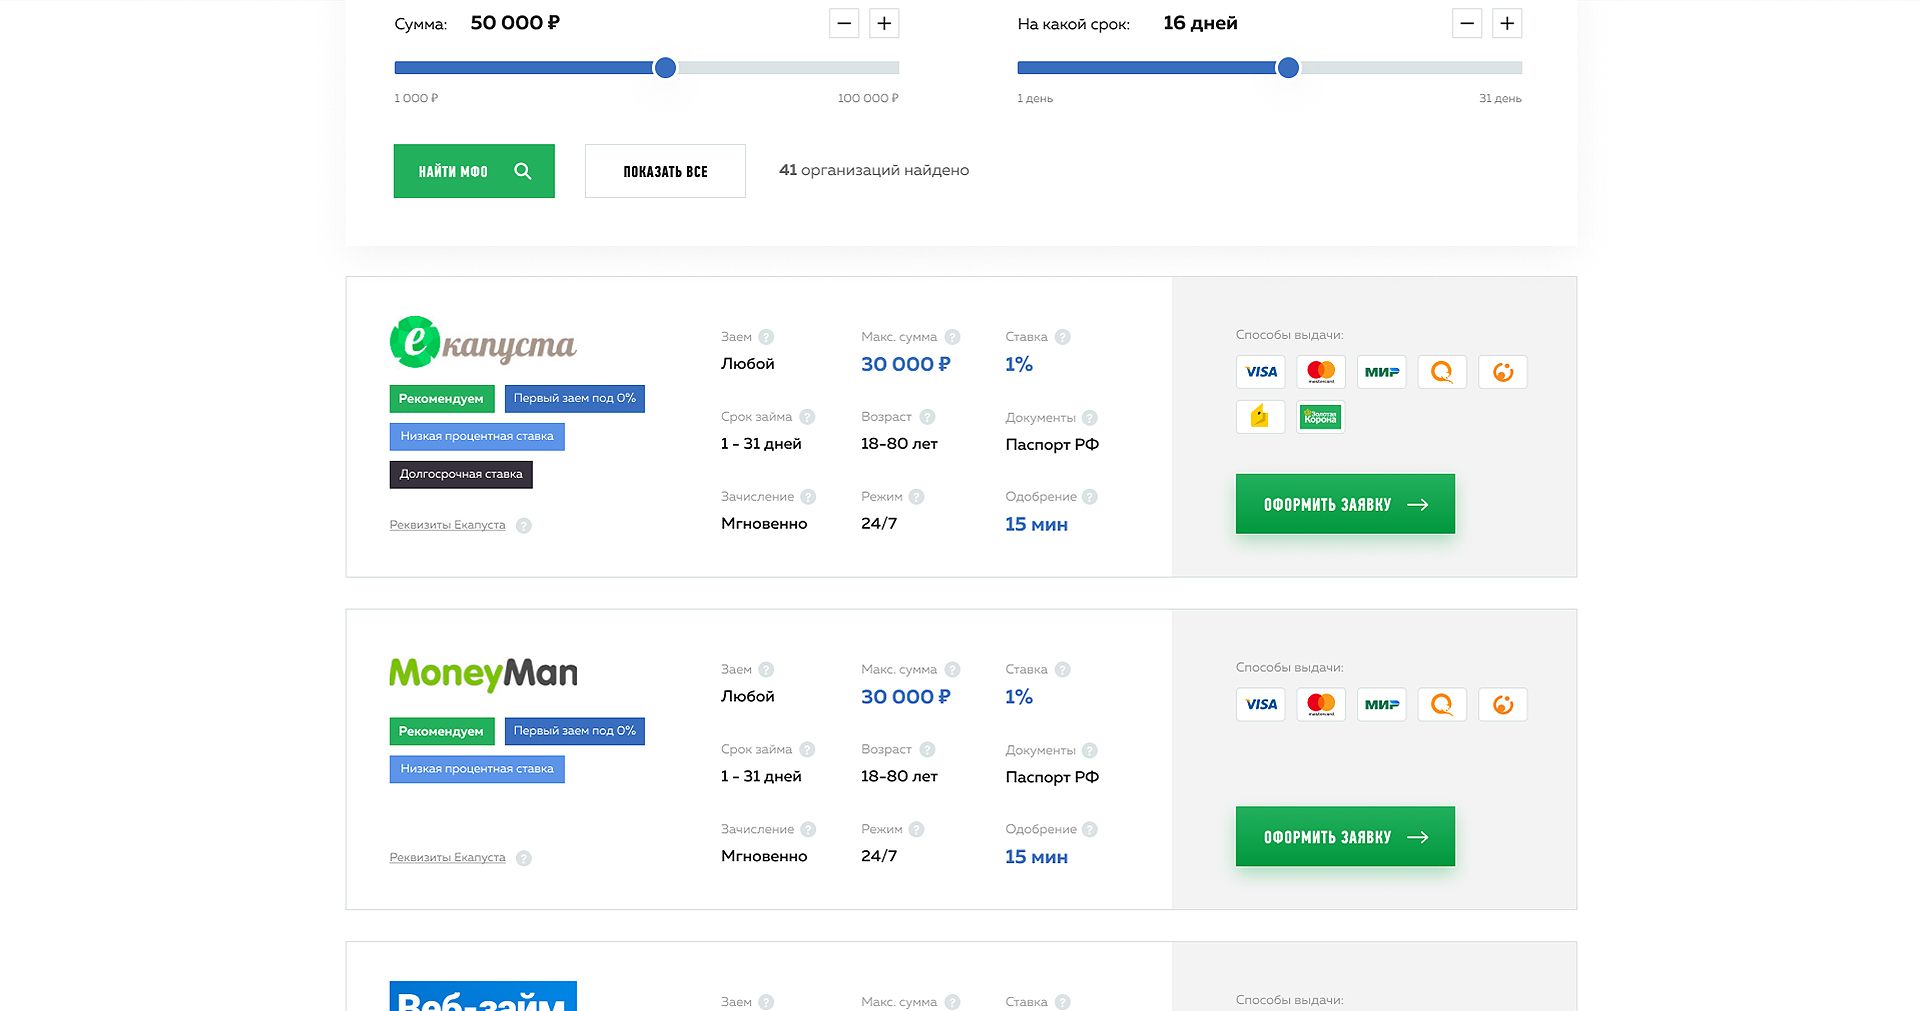 Сумма: 50 000 ₽ − +
На какой срок: 16 дней − +
1 000 ₽ 100 000 ₽
1 день 31 день
НАЙТИ МФО
ПОКАЗАТЬ ВСЕ
41 организаций найдено
екапуста
Рекомендуем
Первый заем под 0%
Низкая процентная ставка
Долгосрочная ставка
Реквизиты Екапуста ?
Заем ? Макс. сумма ? Ставка ?
Любой 30 000 ₽ 1%
Срок займа ? Возраст ? Документы ?
1 - 31 дней 18-80 лет Паспорт РФ
Зачисление ? Режим ? Одобрение ?
Мгновенно 24/7 15 мин
Способы выдачи:
VISA mastercard МИР
Золотая
Корона
ОФОРМИТЬ ЗАЯВКУ
MoneyMan
Рекомендуем
Первый заем под 0%
Низкая процентная ставка
Реквизиты Екапуста ?
Заем ? Макс. сумма ? Ставка ?
Любой 30 000 ₽ 1%
Срок займа ? Возраст ? Документы ?
1 - 31 дней 18-80 лет Паспорт РФ
Зачисление ? Режим ? Одобрение ?
Мгновенно 24/7 15 мин
Способы выдачи:
VISA mastercard МИР
ОФОРМИТЬ ЗАЯВКУ
Веб-займ
Заем ? Макс. сумма ? Ставка ?
Способы выдачи: